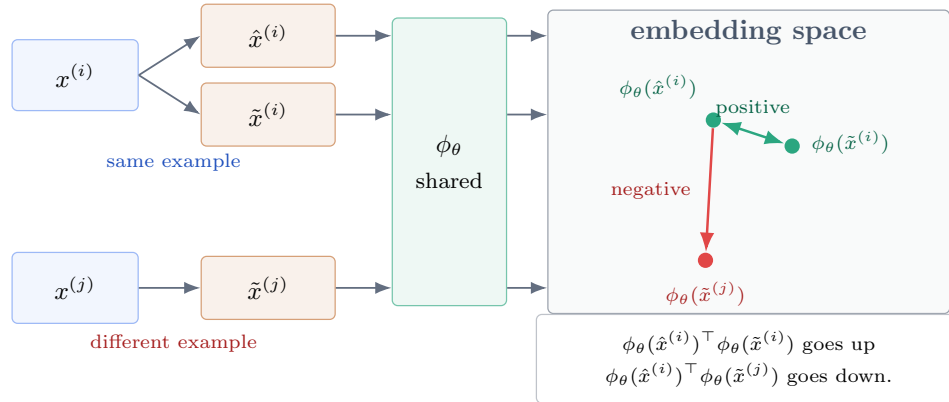 x^(i)
x̂^(i)
x̃^(i)
same example
x^(j)
x̃^(j)
different example
ϕ_θ
shared
embedding space
ϕ_θ(x̂^(i))
positive
ϕ_θ(x̃^(i))
negative
ϕ_θ(x̃^(j))
ϕ_θ(x̂^(i))^⊤ϕ_θ(x̃^(i)) goes up
ϕ_θ(x̂^(i))^⊤ϕ_θ(x̃^(j)) goes down.